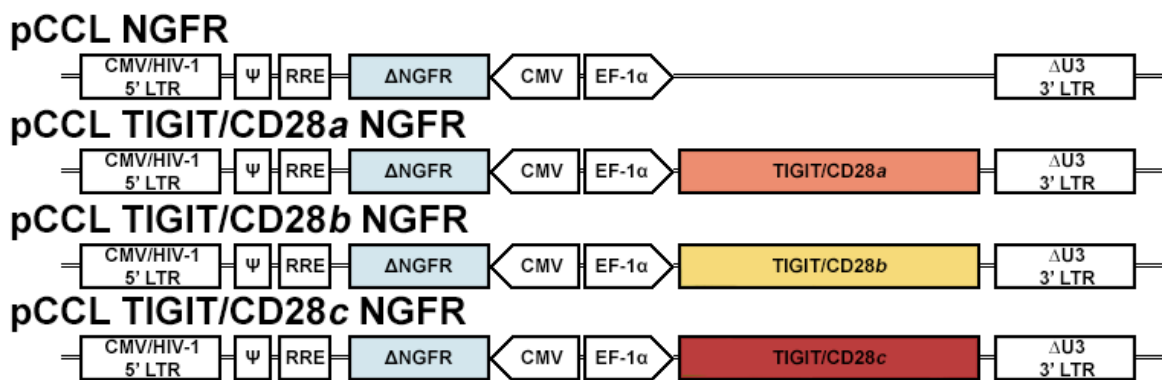 pCCL NGFR
CMV/HIV-1 5' LTR Ψ RRE ΔNGFR CMV EF-1α ΔU3 3' LTR
pCCL TIGIT/CD28a NGFR
CMV/HIV-1 5' LTR Ψ RRE ΔNGFR CMV EF-1α TIGIT/CD28a ΔU3 3' LTR
pCCL TIGIT/CD28b NGFR
CMV/HIV-1 5' LTR Ψ RRE ΔNGFR CMV EF-1α TIGIT/CD28b ΔU3 3' LTR
pCCL TIGIT/CD28c NGFR
CMV/HIV-1 5' LTR Ψ RRE ΔNGFR CMV EF-1α TIGIT/CD28c ΔU3 3' LTR